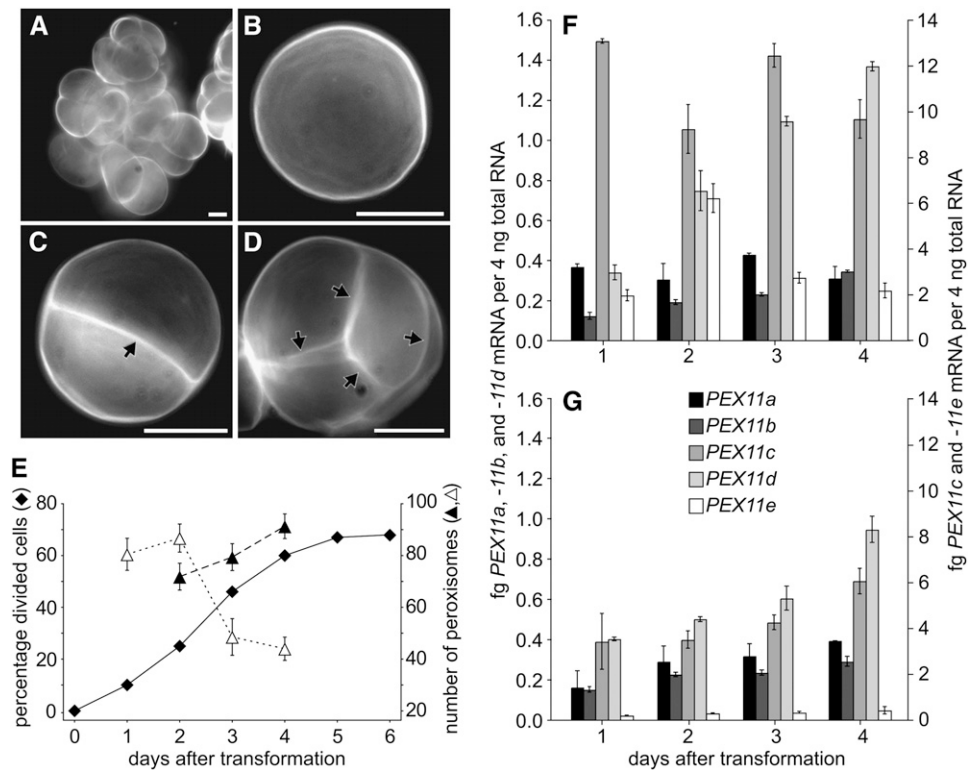 A
B
C
D
E
percentage divided cells (◆)
80
60
40
20
0
100
80
60
40
20
number of peroxisomes (▲,△)
0 1 2 3 4 5 6
days after transformation
F
1.6
1.4
1.2
1.0
0.8
0.6
0.4
0.2
0.0
14
12
10
8
6
4
2
0
1 2 3 4
G
1.6
1.4
1.2
1.0
0.8
0.6
0.4
0.2
0.0
PEX11a
PEX11b
PEX11c
PEX11d
PEX11e
14
12
10
8
6
4
2
0
1 2 3 4
days after transformation
fg PEX11a, -11b, and -11d mRNA per 4 ng total RNA
fg PEX11c and -11e mRNA per 4 ng total RNA